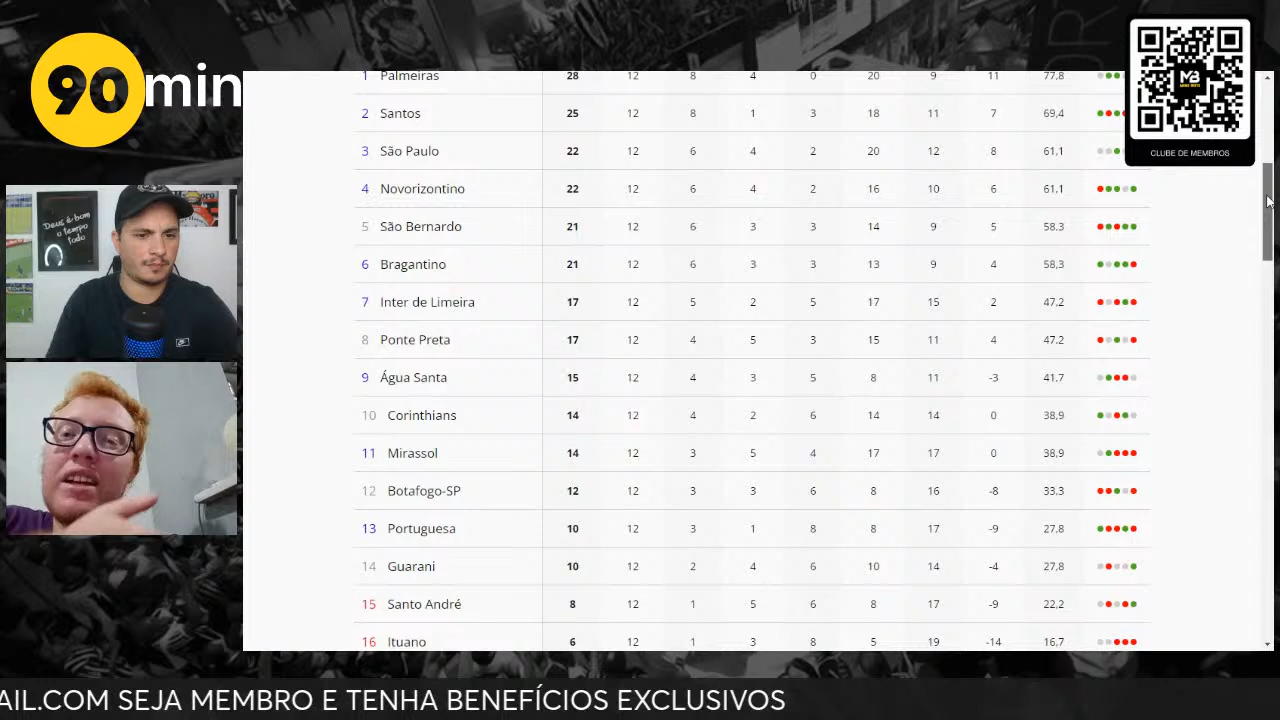 90min
CLUBE DE MEMBROS
Deus é bom
o tempo
todo
1 Palmeiras 28 12 8 4 0 20 9 11 77,8
2 Santos 25 12 8 1 3 18 11 7 69,4
3 São Paulo 22 12 6 4 2 20 12 8 61,1
4 Novorizontino 22 12 6 4 2 16 10 6 61,1
5 São Bernardo 21 12 6 3 3 14 9 5 58,3
6 Bragantino 21 12 6 3 3 13 9 4 58,3
7 Inter de Limeira 17 12 5 2 5 17 15 2 47,2
8 Ponte Preta 17 12 4 5 3 15 11 4 47,2
9 Água Santa 15 12 4 3 5 8 11 -3 41,7
10 Corinthians 14 12 4 2 6 14 14 0 38,9
11 Mirassol 14 12 3 5 4 17 17 0 38,9
12 Botafogo-SP 12 12 3 3 6 8 16 -8 33,3
13 Portuguesa 10 12 3 1 8 8 17 -9 27,8
14 Guarani 10 12 2 4 6 10 14 -4 27,8
15 Santo André 8 12 1 5 6 8 17 -9 22,2
16 Ituano 6 12 1 3 8 5 19 -14 16,7
AIL.COM SEJA MEMBRO E TENHA BENEFÍCIOS EXCLUSIVOS